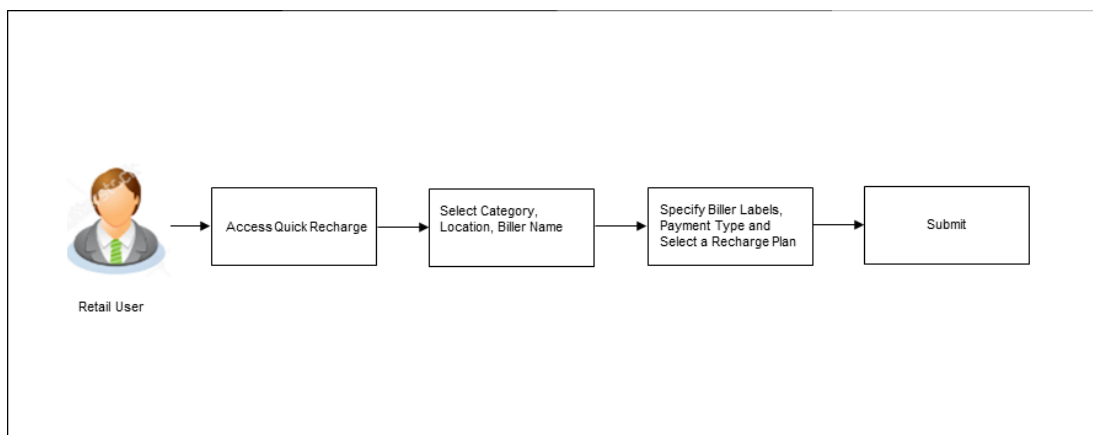 Access Quick Recharge
Select Category,
Location, Biller Name
Specify Biller Labels,
Payment Type and
Select a Recharge Plan
Submit
Retail User